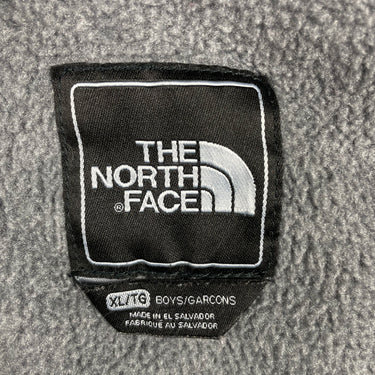 THE
NORTH
®FACE
XL/TG BOYS/GARCONS
MADE IN EL SALVADOR
FABRIQUE AU SALVADOR